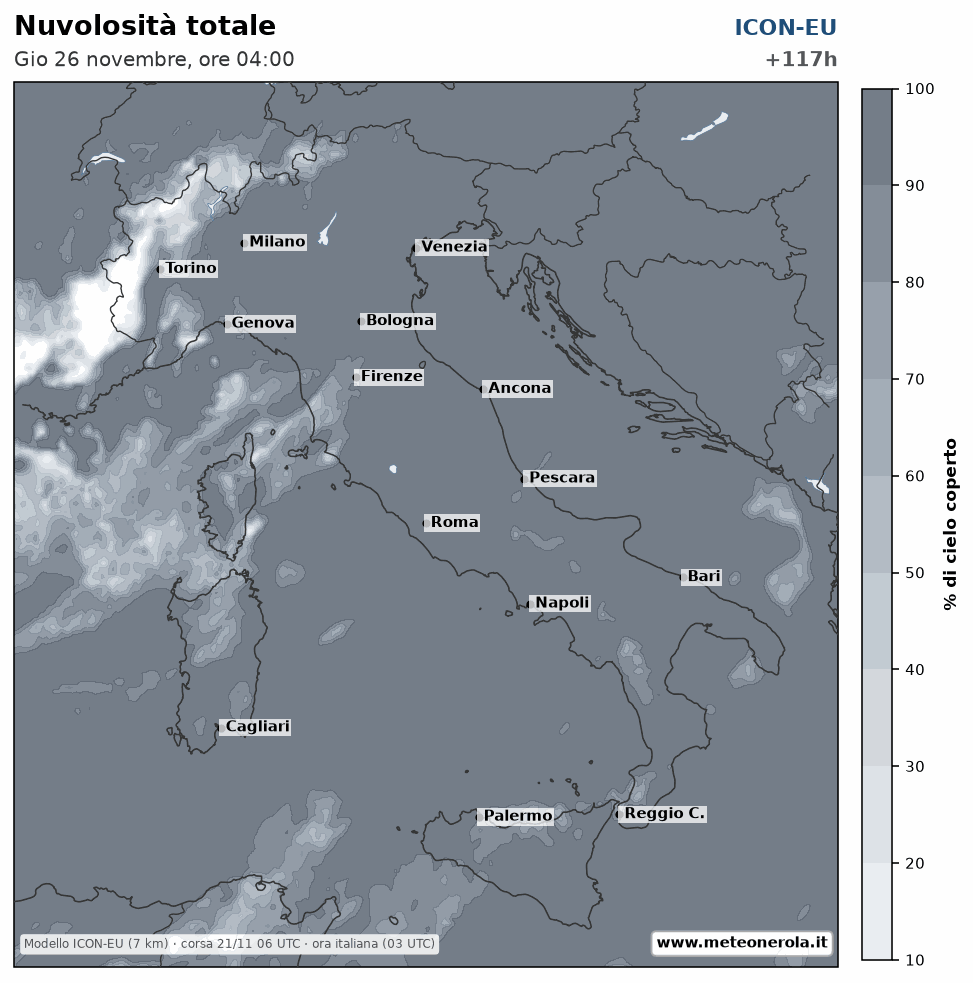 Nuvolosità totale
ICON-EU
Gio 26 novembre, ore 04:00
+117h
Milano
Venezia
Torino
Genova
Bologna
Firenze
Ancona
Pescara
Roma
Bari
Napoli
Cagliari
Palermo
Reggio C.
100
90
80
70
60
50
40
30
20
10
% di cielo coperto
Modello ICON-EU (7 km) · corsa 21/11 06 UTC · ora italiana (03 UTC)
www.meteonerola.it